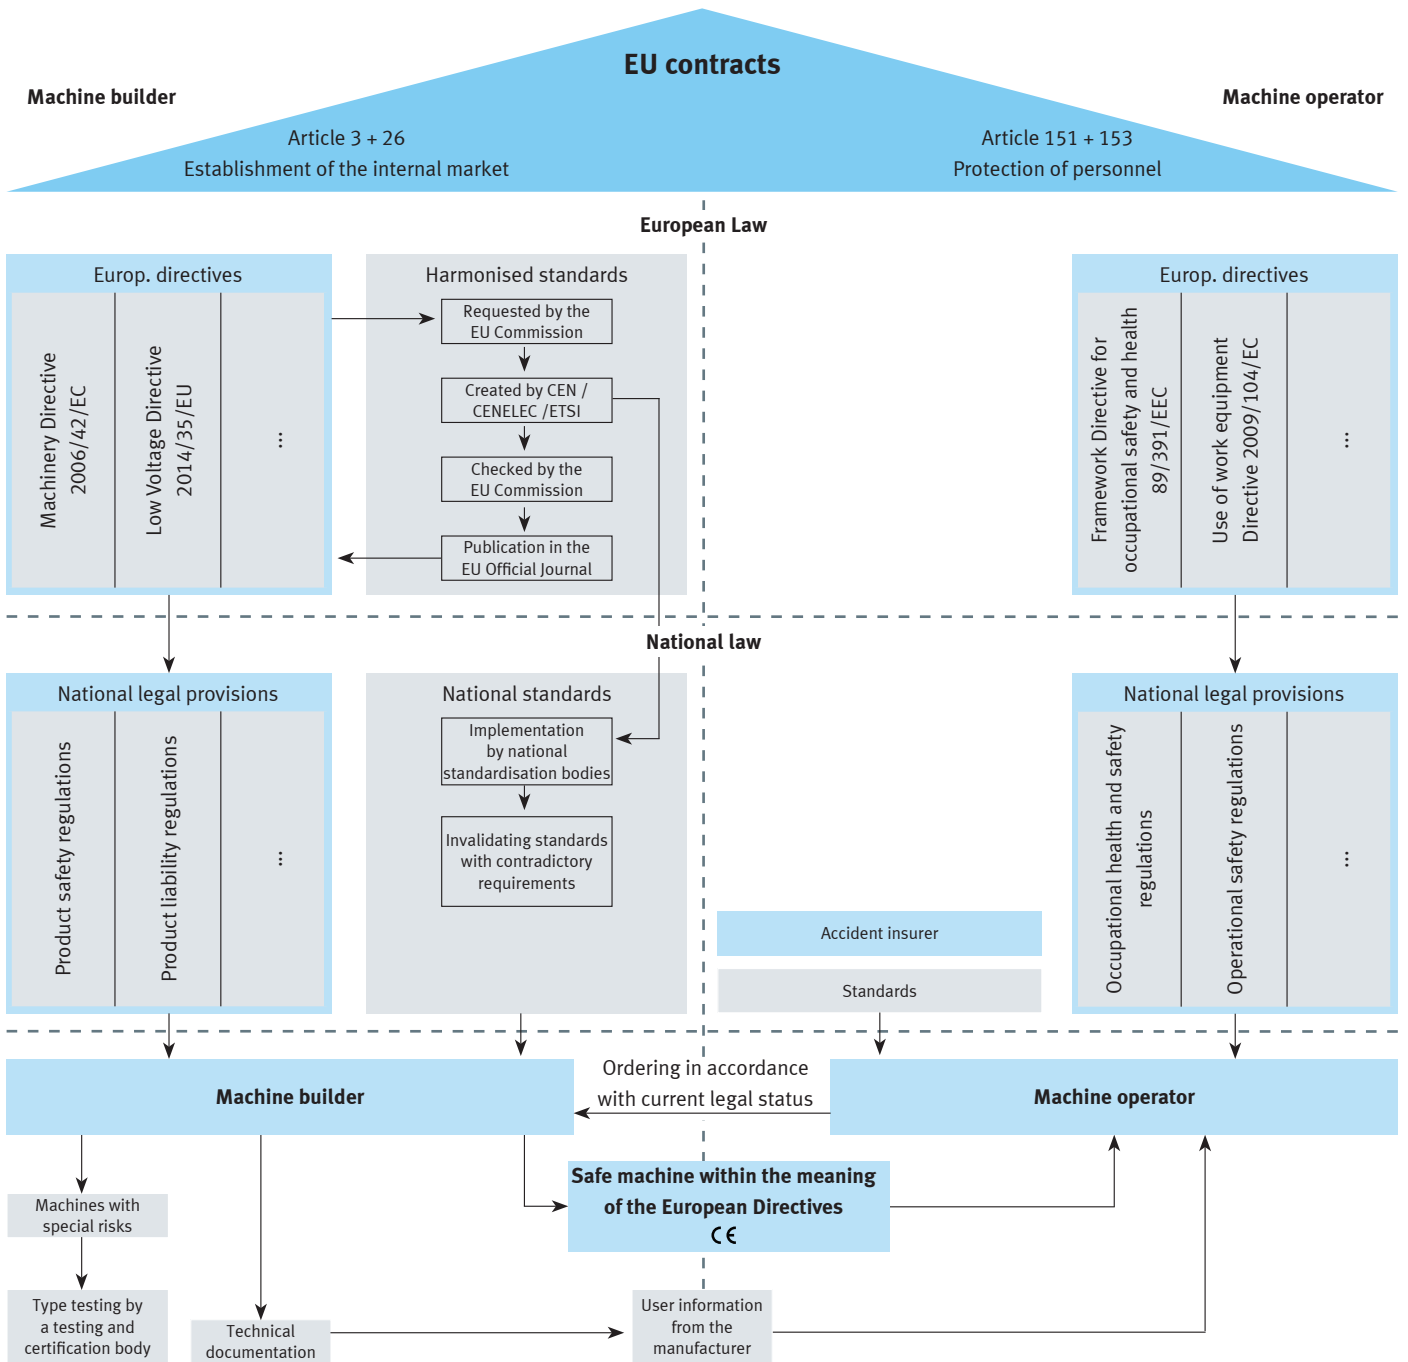 EU contracts
Machine builder
Machine operator
Article 3 + 26
Establishment of the internal market
Article 151 + 153
Protection of personnel
European Law
Europ. directives
Machinery Directive
2006/42/EC
Low Voltage Directive
2014/35/EU
...
Harmonised standards
Requested by the
EU Commission
Created by CEN /
CENELEC /ETSI
Checked by the
EU Commission
Publication in the
EU Official Journal
Europ. directives
Framework Directive for
occupational safety and health
89/391/EEC
Use of work equipment
Directive 2009/104/EC
...
National law
National legal provisions
Product safety regulations
Product liability regulations
...
National standards
Implementation
by national
standardisation bodies
Invalidating standards
with contradictory
requirements
Accident insurer
Standards
National legal provisions
Occupational health and safety
regulations
Operational safety regulations
...
Machine builder
Ordering in accordance
with current legal status
Machine operator
Safe machine within the meaning
of the European Directives
CE
Machines with
special risks
Type testing by
a testing and
certification body
Technical
documentation
User information
from the
manufacturer